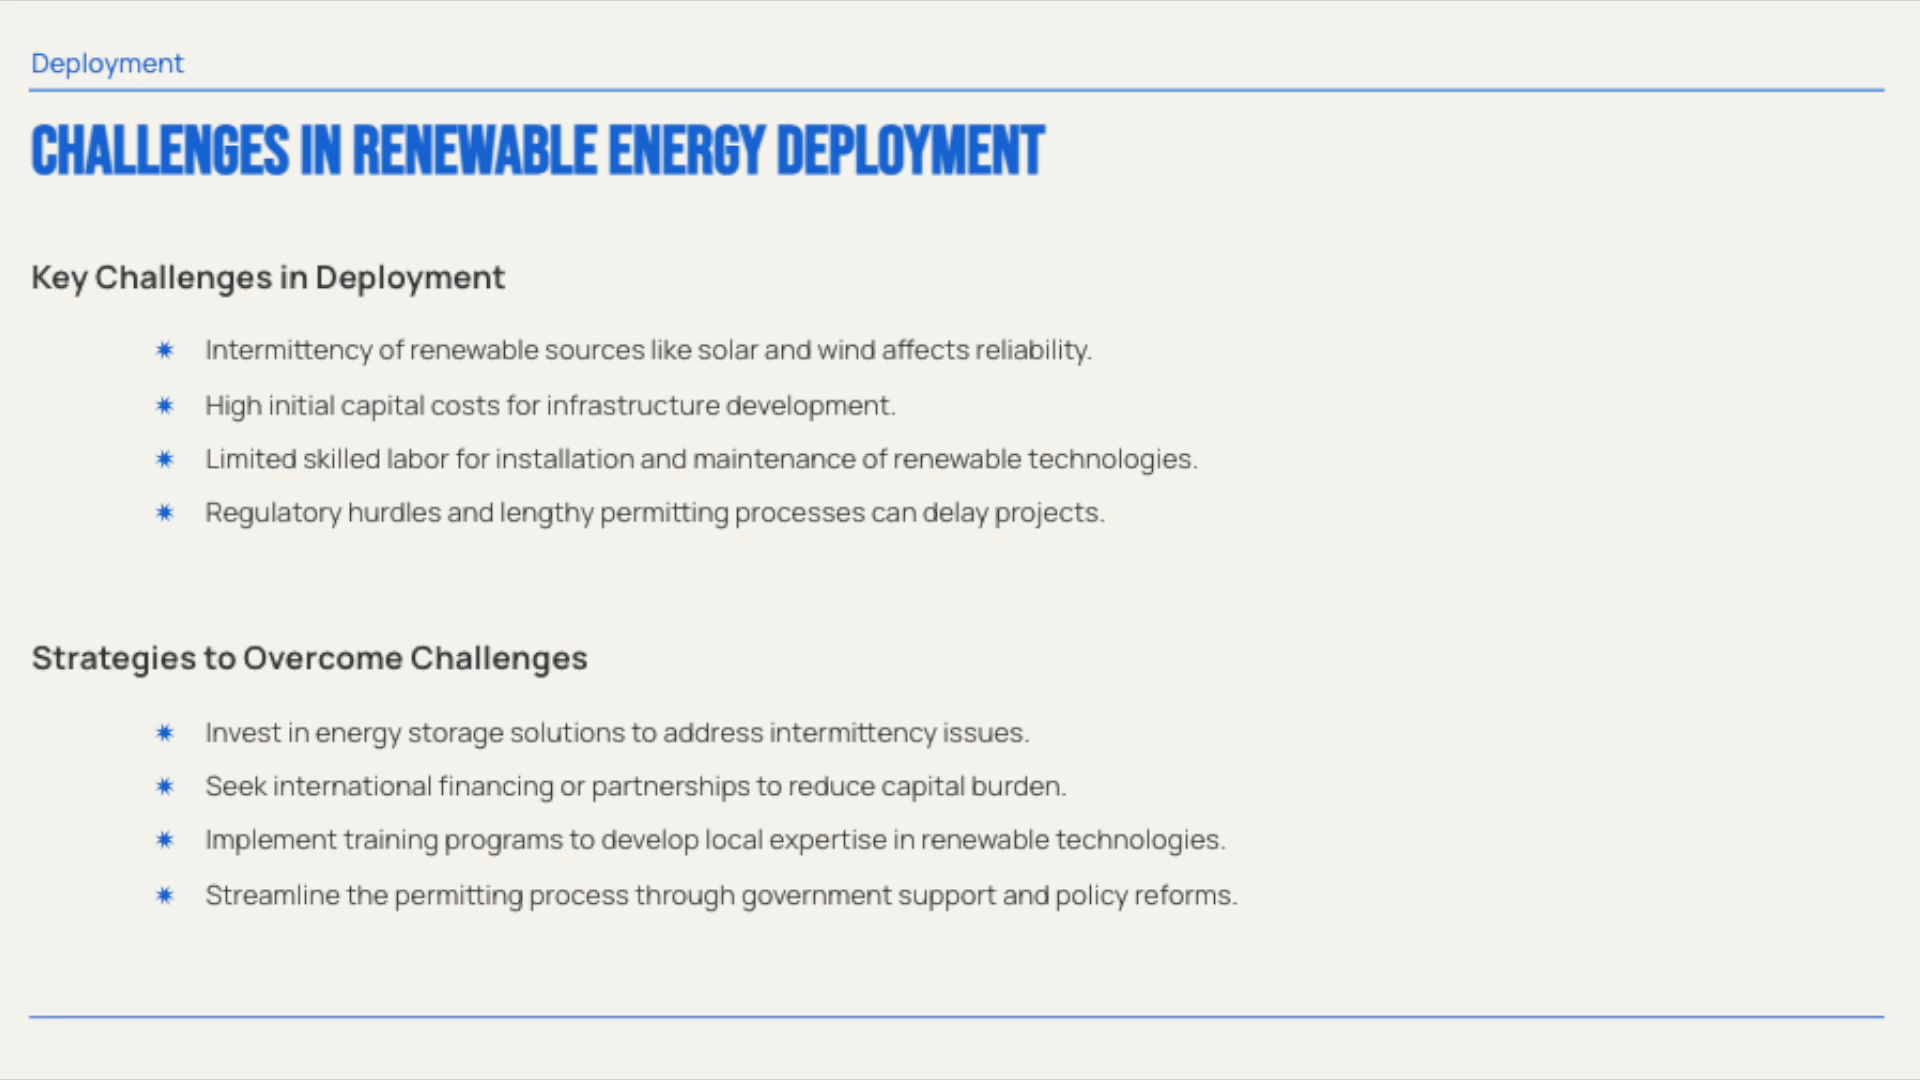 Deployment
CHALLENGES IN RENEWABLE ENERGY DEPLOYMENT
Key Challenges in Deployment
Intermittency of renewable sources like solar and wind affects reliability.
High initial capital costs for infrastructure development.
Limited skilled labor for installation and maintenance of renewable technologies.
Regulatory hurdles and lengthy permitting processes can delay projects.
Strategies to Overcome Challenges
Invest in energy storage solutions to address intermittency issues.
Seek international financing or partnerships to reduce capital burden.
Implement training programs to develop local expertise in renewable technologies.
Streamline the permitting process through government support and policy reforms.